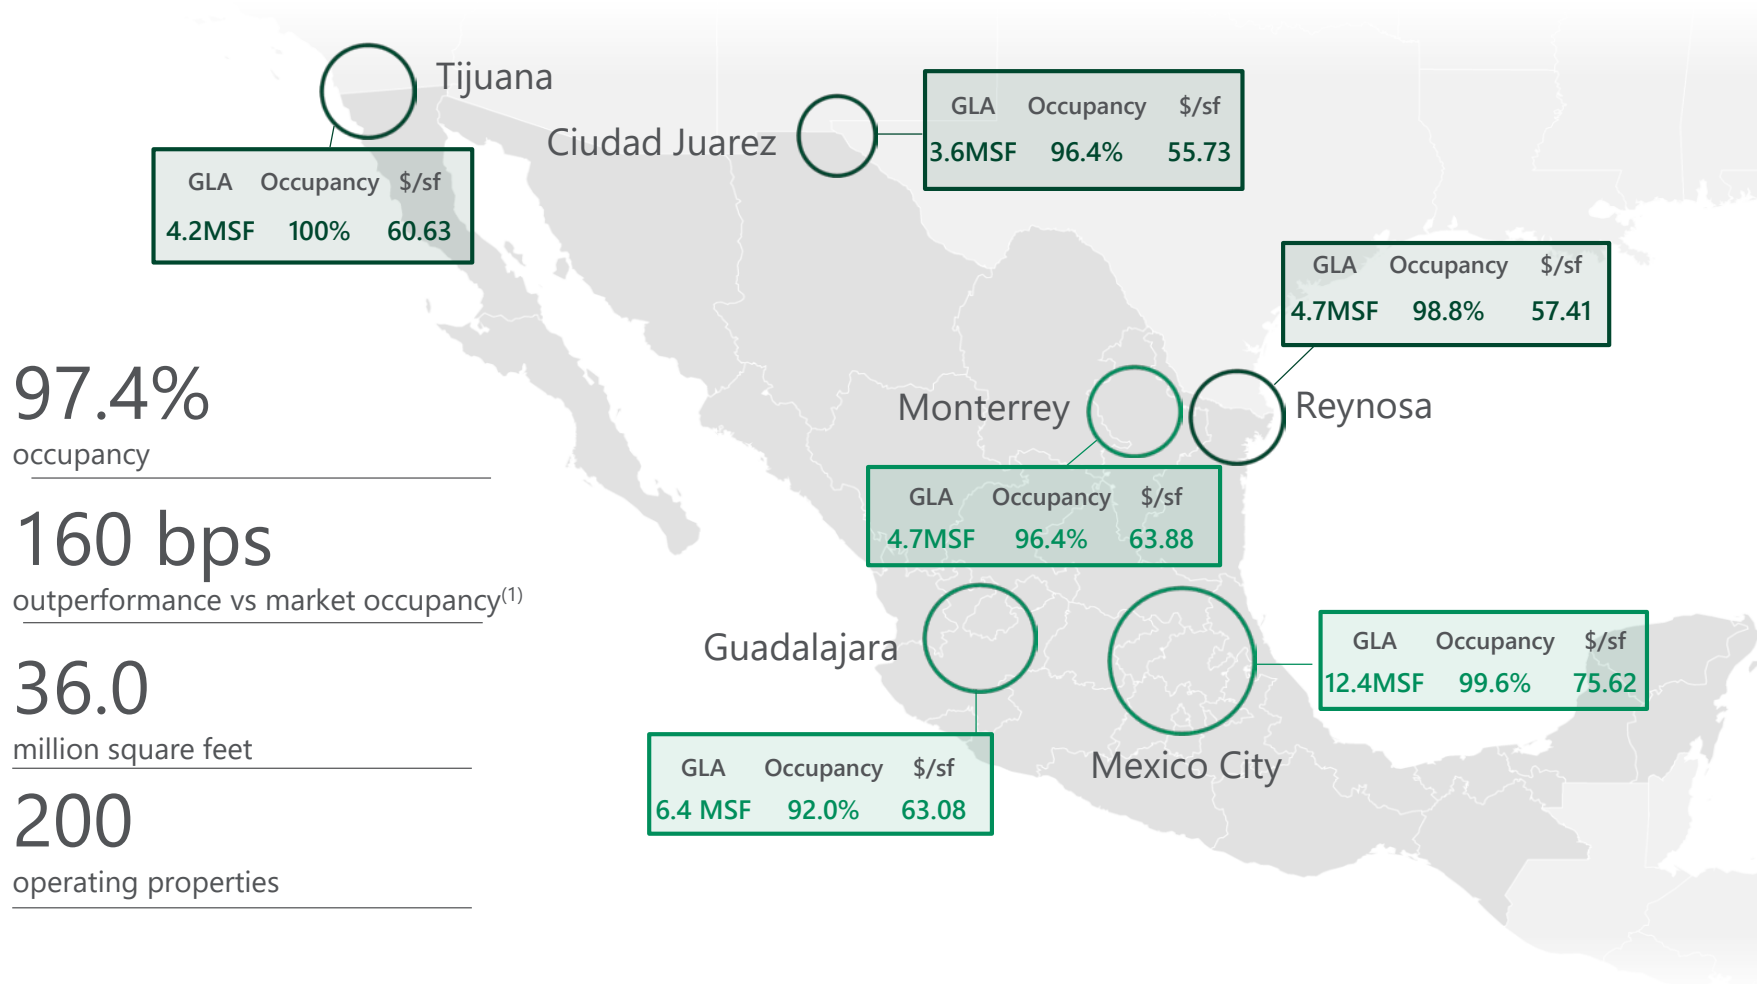 Tijuana
GLA Occupancy $/sf
4.2MSF 100% 60.63
Ciudad Juarez
GLA Occupancy $/sf
3.6MSF 96.4% 55.73
GLA Occupancy $/sf
4.7MSF 98.8% 57.41
Reynosa
Monterrey
GLA Occupancy $/sf
4.7MSF 96.4% 63.88
97.4%
occupancy
160 bps
outperformance vs market occupancy(1)
36.0
million square feet
200
operating properties
Guadalajara
GLA Occupancy $/sf
6.4 MSF 92.0% 63.08
GLA Occupancy $/sf
12.4MSF 99.6% 75.62
Mexico City